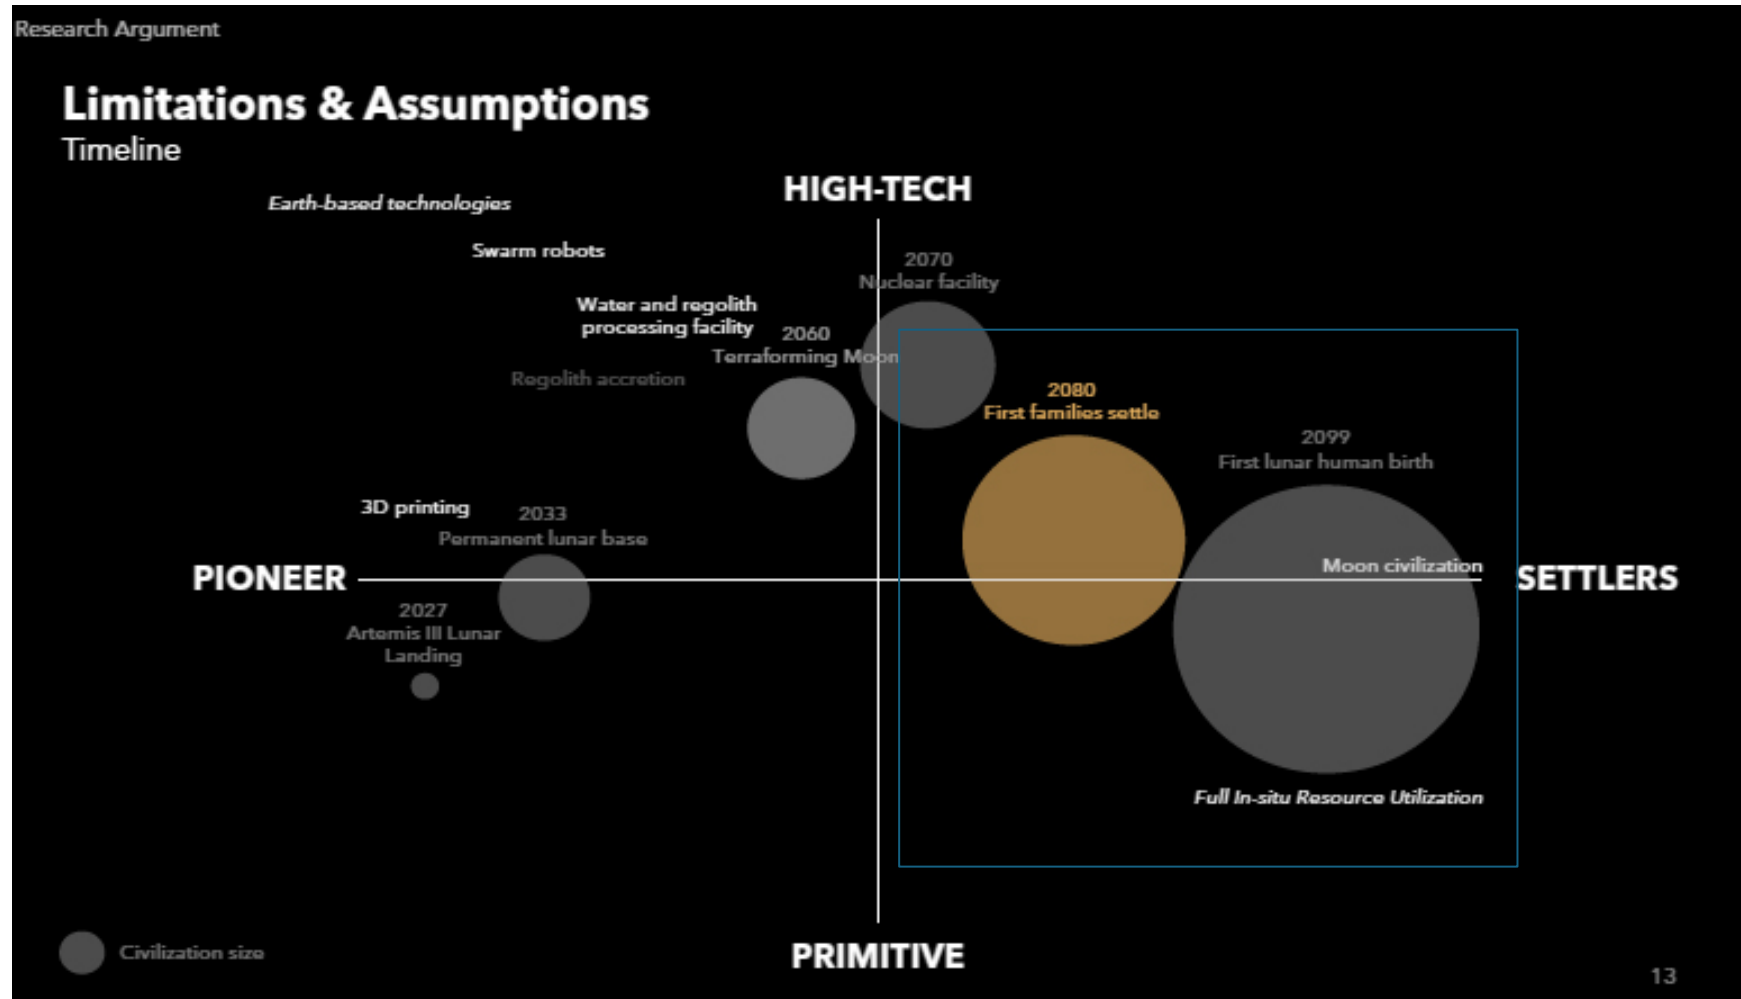 Research Argument
Limitations & Assumptions
Timeline
HIGH-TECH
Earth-based technologies
Swarm robots
2070
Nuclear facility
Water and regolith
processing facility
2060
Terraforming Moon
Regolith accretion
2080
First families settle
2099
First lunar human birth
3D printing
2033
Permanent lunar base
Moon civilization
PIONEER
SETTLERS
2027
Artemis III Lunar
Landing
Full In-situ Resource Utilization
Civilization size
PRIMITIVE
13